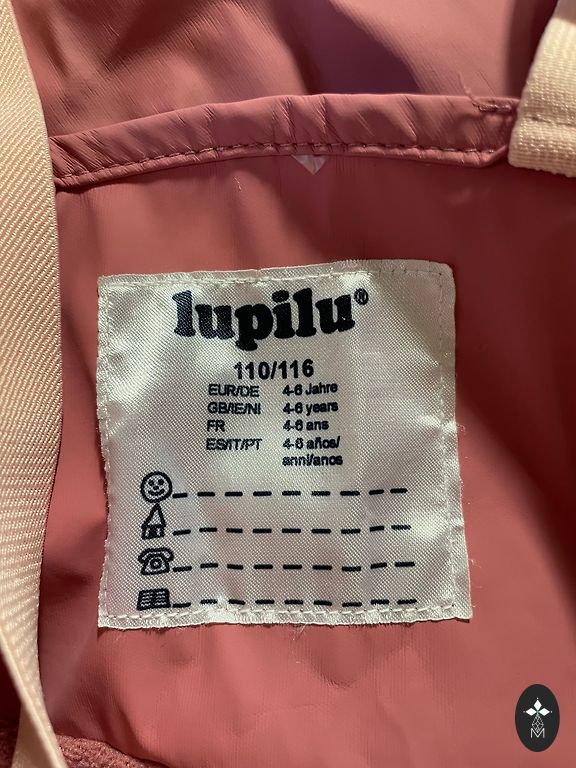 lupilu®
110/116
EUR/DE 4-6 Jahre
GB/IE/NI 4-6 years
FR 4-6 ans
ES/IT/PT 4-6 años/
anni/anos
M